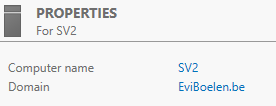 PROPERTIES
For SV2
Computer name SV2
Domain EviBoelen.be